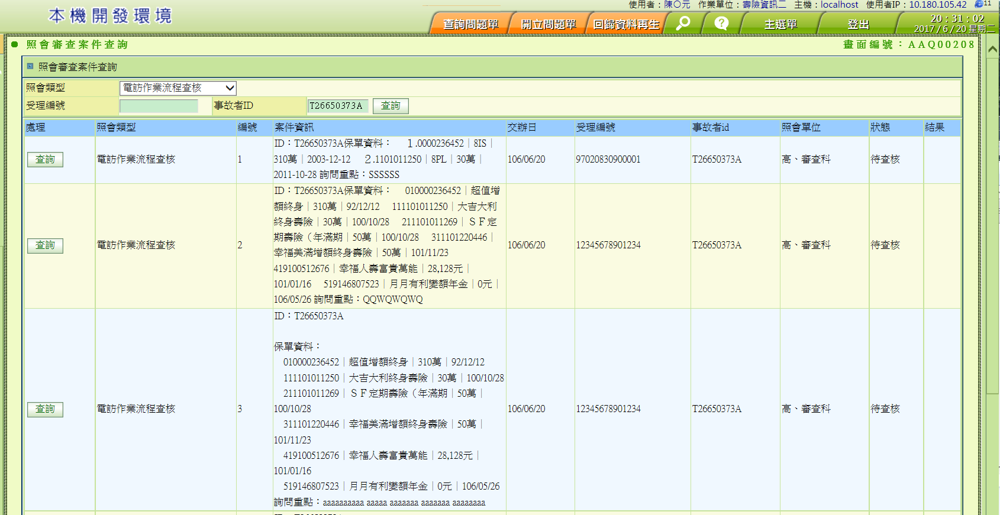 本機開發環境
使用者：陳○元 作業單位：壽險資訊二 主機：localhost 使用者IP：10.180.105.42 11
查詢問題單 開立問題單 回歸資料再生 ? 主選單 登出 20 : 31 : 02
2017 / 6 / 20 星期二
照會審查案件查詢 畫面編號：AAQ00208
照會審查案件查詢
照會類型 電訪作業流程查核
受理編號 事故者ID T26650373A 查詢
處理 照會類型 編號 案件資訊 交辦日 受理編號 事故者id 照會單位 狀態 結果
ID：T26650373A保單資料： １.0000236452｜8IS｜
查詢 電訪作業流程查核 1 310萬｜2003-12-12 ２.1101011250｜8PL｜30萬｜ 106/06/20 97020830900001 T26650373A 高、審查科 待查核
2011-10-28 詢問重點：SSSSSS
ID：T26650373A保單資料： 010000236452｜超值增
額終身｜310萬｜92/12/12 111101011250｜大吉大利
終身壽險｜30萬｜100/10/28 211101011269｜ＳＦ定
期壽險（年滿期｜50萬｜100/10/28 311101220446｜
查詢 電訪作業流程查核 2 106/06/20 12345678901234 T26650373A 高、審查科 待查核
幸福美滿增額終身壽險｜50萬｜101/11/23
419100512676｜幸福人壽富貴萬能｜28,128元｜
101/01/16 519146807523｜月月有利變額年金｜0元｜
106/05/26 詢問重點：QQWQWQWQ
ID：T26650373A
保單資料：
010000236452｜超值增額終身｜310萬｜92/12/12
111101011250｜大吉大利終身壽險｜30萬｜100/10/28
211101011269｜ＳＦ定期壽險（年滿期｜50萬｜
查詢 電訪作業流程查核 3 100/10/28 106/06/20 12345678901234 T26650373A 高、審查科 待查核
311101220446｜幸福美滿增額終身壽險｜50萬｜
101/11/23
419100512676｜幸福人壽富貴萬能｜28,128元｜
101/01/16
519146807523｜月月有利變額年金｜0元｜106/05/26
詢問重點：aaaaaaaaaa aaaaa aaaaaaa aaaaaaa aaaaaaaa